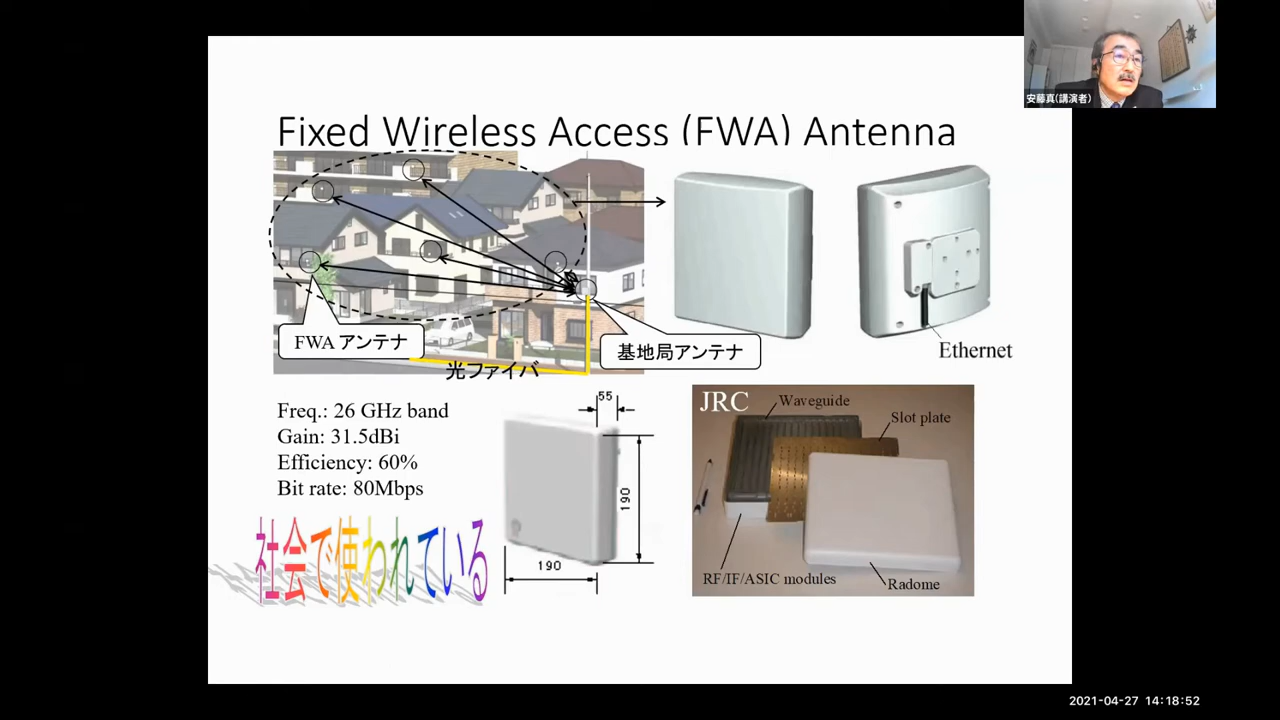 安藤真(講演者)
Fixed Wireless Access (FWA) Antenna
FWA アンテナ
基地局アンテナ
光ファイバ
Ethernet
Freq.: 26 GHz band
Gain: 31.5dBi
Efficiency: 60%
Bit rate: 80Mbps
社会で使われている
55
190
190
JRC
Waveguide
Slot plate
RF/IF/ASIC modules
Radome
2021-04-27 14:18:52